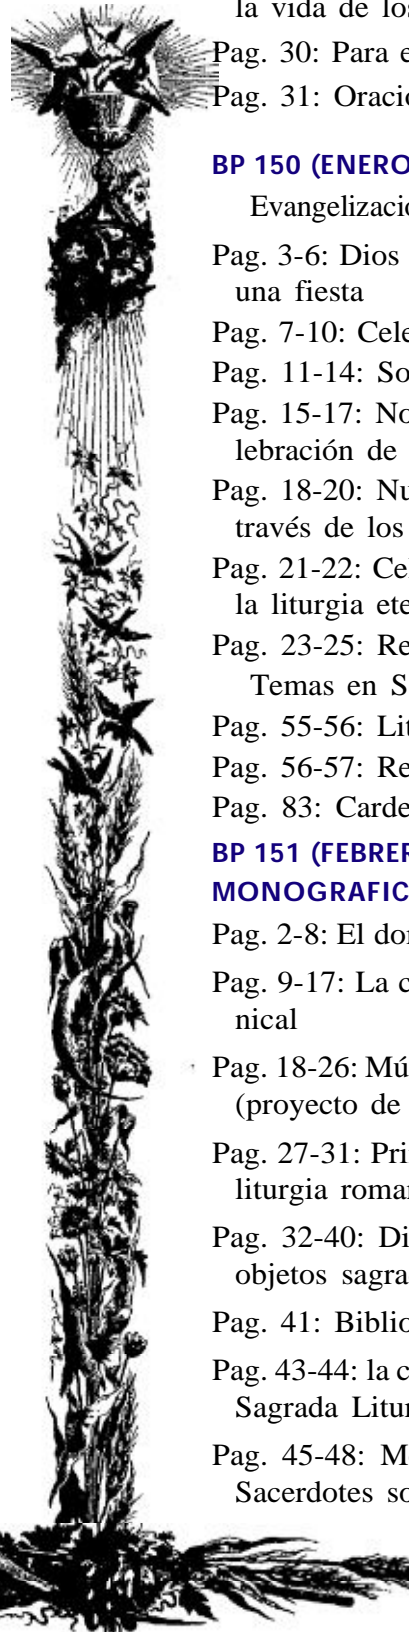 la vida de los
Pag. 30: Para e
Pag. 31: Oracio
BP 150 (ENERO
Evangelizacio
Pag. 3-6: Dios
una fiesta
Pag. 7-10: Cele
Pag. 11-14: So
Pag. 15-17: No
lebración de
Pag. 18-20: Nu
través de los
Pag. 21-22: Cel
la liturgia ete
Pag. 23-25: Re
Temas en S
Pag. 55-56: Lit
Pag. 56-57: Re
Pag. 83: Carde
BP 151 (FEBRER
MONOGRAFIC
Pag. 2-8: El dom
Pag. 9-17: La c
nical
Pag. 18-26: Mú
(proyecto de
Pag. 27-31: Prin
liturgia roman
Pag. 32-40: Di
objetos sagra
Pag. 41: Biblio
Pag. 43-44: la c
Sagrada Litur
Pag. 45-48: Me
Sacerdotes so